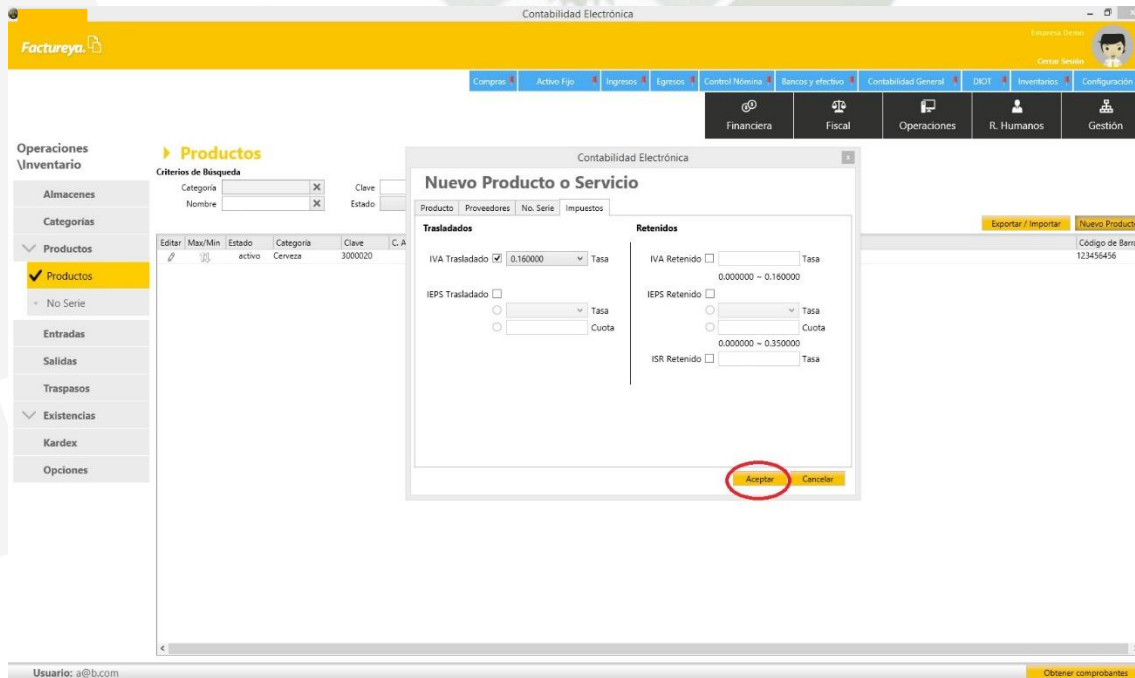 Contabilidad Electrónica
Factureya.
Empresa Demo
Cerrar Sesión
Compras Activo Fijo Ingresos Egresos Control Nómina Bancos y efectivo Contabilidad General DIOT Inventarios Configuración
Financiera Fiscal Operaciones R. Humanos Gestión
Operaciones
\Inventario
Almacenes
Categorías
Productos
Productos
No Serie
Entradas
Salidas
Traspasos
Existencias
Kardex
Opciones
Productos
Criterios de Búsqueda
Categoría Clave
Nombre Estado
Exportar / Importar Nuevo Producto
Editar Max/Min Estado Categoría Clave C. A Código de Barr
activo Cerveza 3000020 123456456
Contabilidad Electrónica
Nuevo Producto o Servicio
Producto Proveedores No. Serie Impuestos
Trasladados Retenidos
IVA Trasladado 0.160000 Tasa IVA Retenido Tasa
0.000000 ~ 0.160000
IEPS Trasladado IEPS Retenido
Tasa Tasa
Cuota Cuota
0.000000 ~ 0.350000
ISR Retenido Tasa
Aceptar Cancelar
Usuario: a@b.com Obtener comprobantes